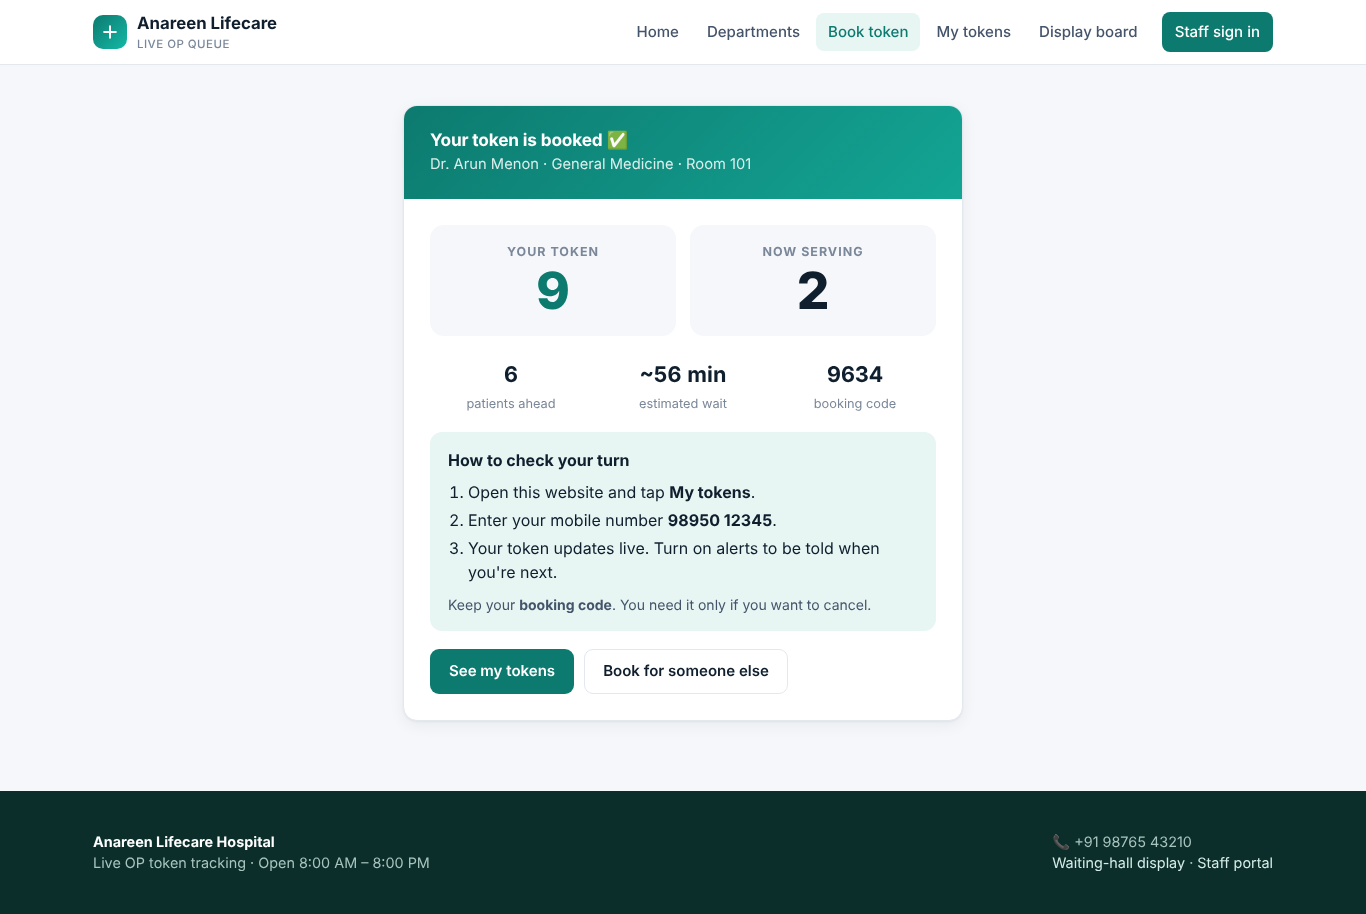 Anareen Lifecare
LIVE OP QUEUE
Home
Departments
Book token
My tokens
Display board
Staff sign in
Your token is booked ✅
Dr. Arun Menon · General Medicine · Room 101
YOUR TOKEN
9
NOW SERVING
2
6
patients ahead
~56 min
estimated wait
9634
booking code
How to check your turn
1. Open this website and tap My tokens.
2. Enter your mobile number 98950 12345.
3. Your token updates live. Turn on alerts to be told when
you're next.
Keep your booking code. You need it only if you want to cancel.
See my tokens
Book for someone else
Anareen Lifecare Hospital
Live OP token tracking · Open 8:00 AM – 8:00 PM
📞 +91 98765 43210
Waiting-hall display · Staff portal